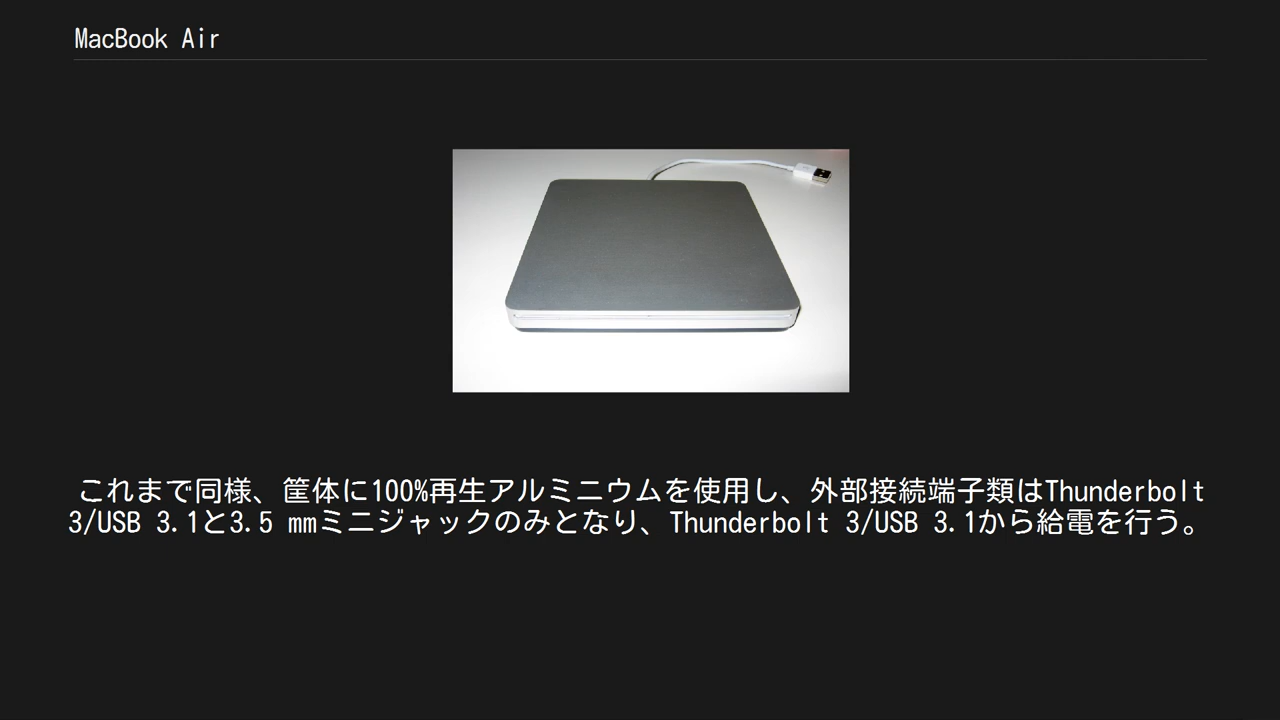 MacBook Air
これまで同様、筐体に100%再生アルミニウムを使用し、外部接続端子類はThunderbolt
3/USB 3.1と3.5 mmミニジャックのみとなり、Thunderbolt 3/USB 3.1から給電を行う。